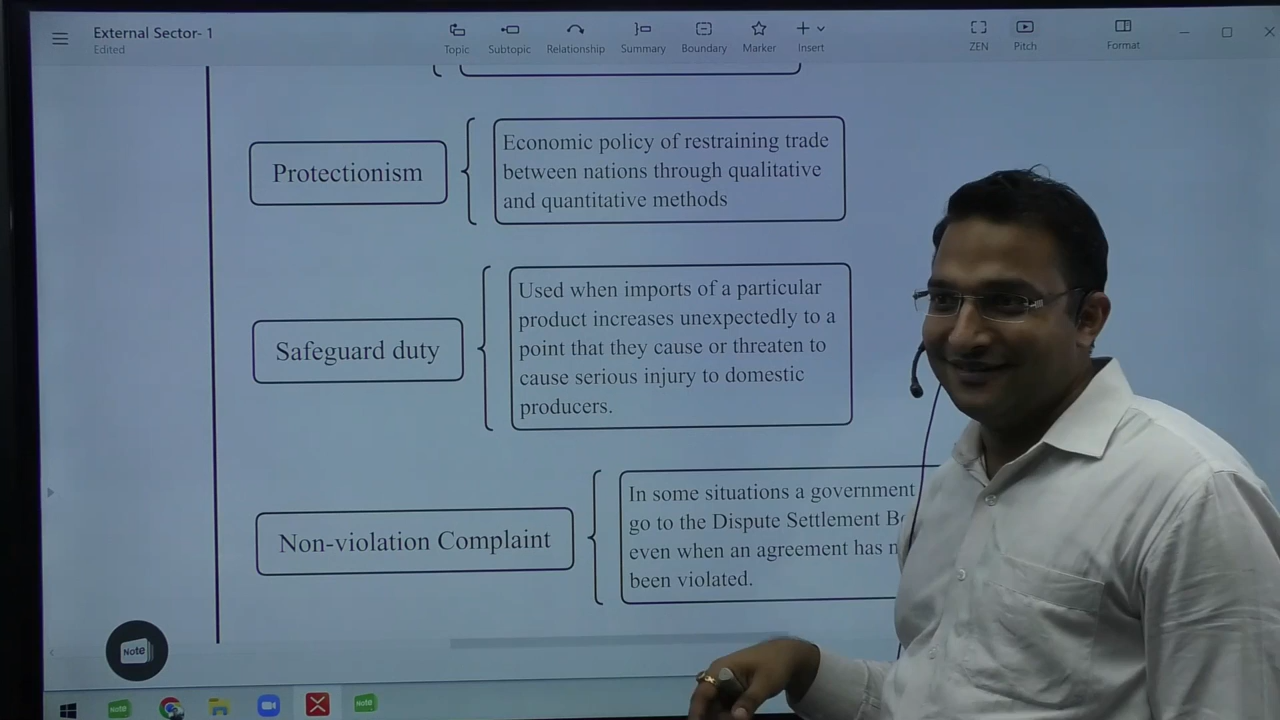 External Sector- 1
Edited
Topic
Subtopic
Relationship
Summary
Boundary
Marker
Insert
ZEN
Pitch
Format
Protectionism
Economic policy of restraining trade
between nations through qualitative
and quantitative methods
Safeguard duty
Used when imports of a particular
product increases unexpectedly to a
point that they cause or threaten to
cause serious injury to domestic
producers.
Non-violation Complaint
In some situations a government
go to the Dispute Settlement
even when an agreement has
been violated.
Note
Note
Note